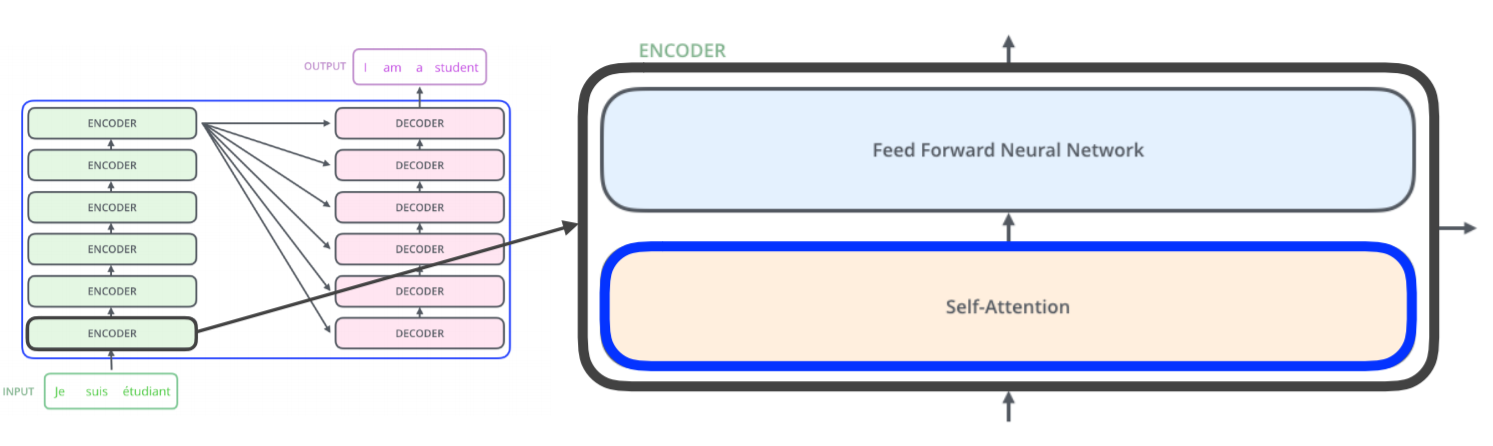 OUTPUT I am a student
ENCODER
ENCODER
ENCODER
ENCODER
ENCODER
ENCODER
DECODER
DECODER
DECODER
DECODER
DECODER
DECODER
INPUT Je suis étudiant
ENCODER
Feed Forward Neural Network
Self-Attention